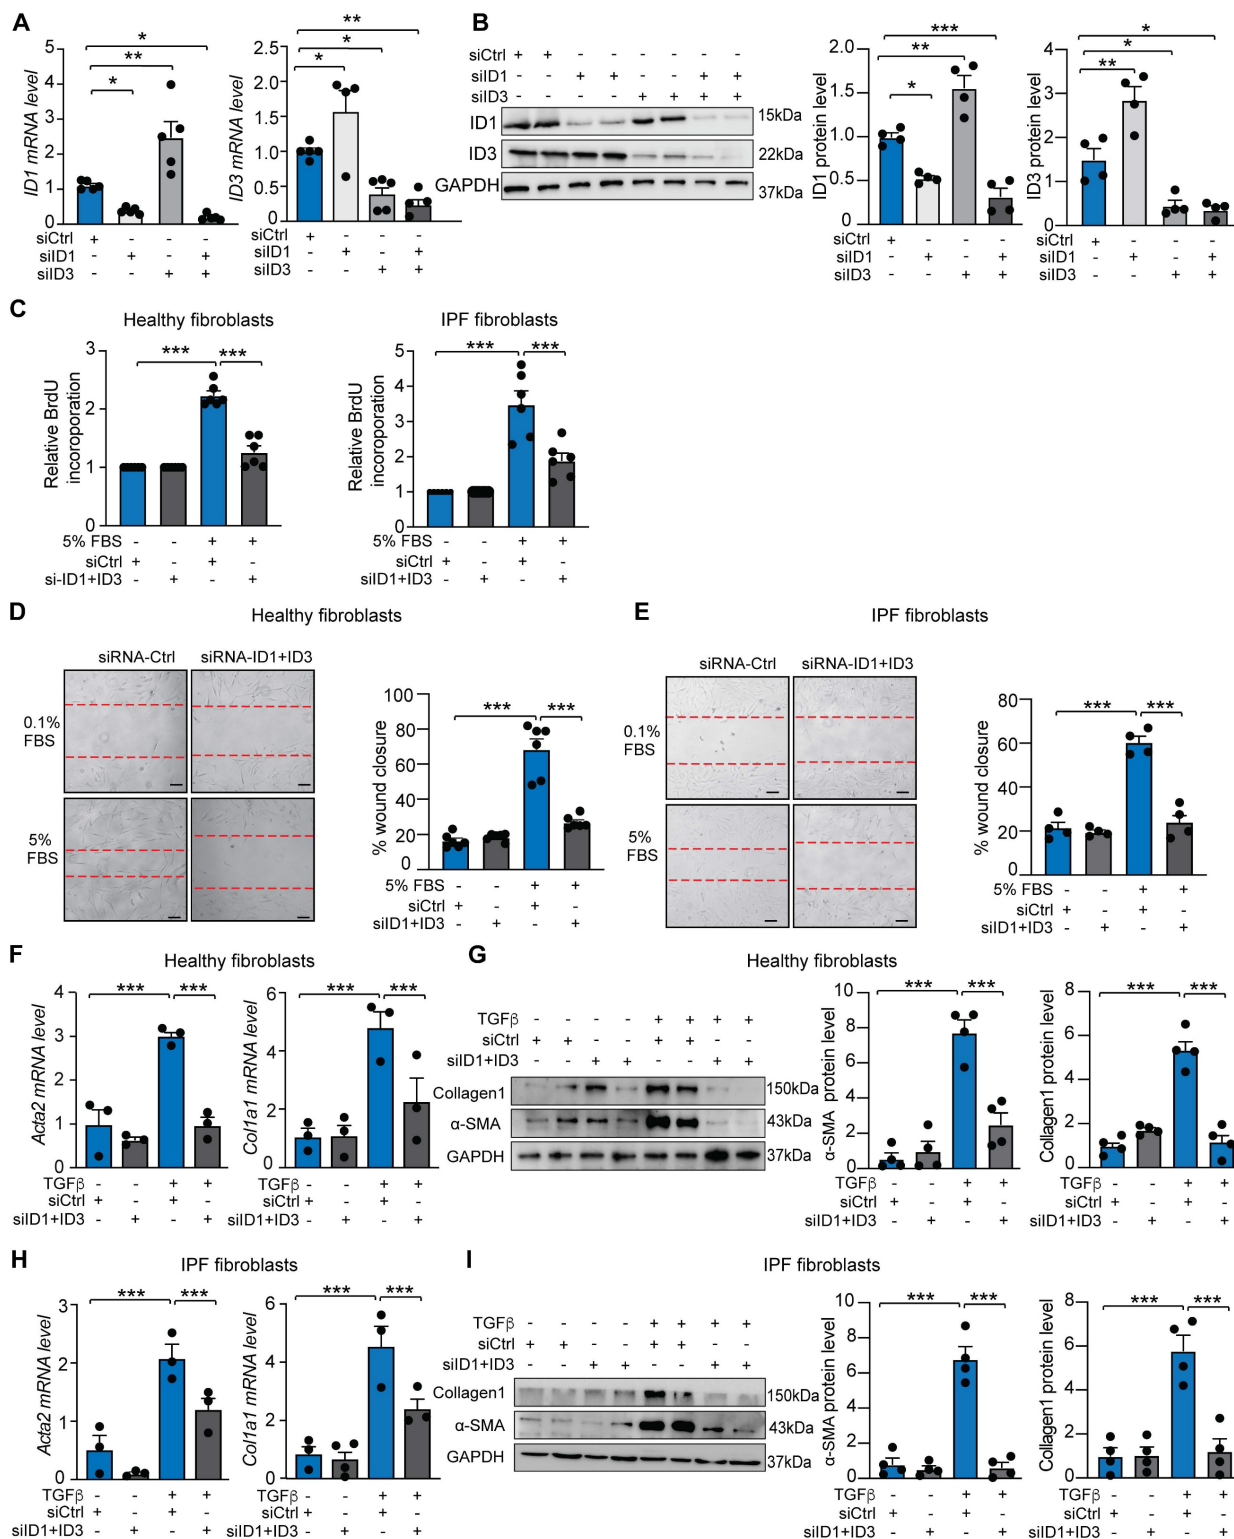 A
ID1 mRNA level
5
4
3
2
1
0
*
**
*
siCtrl + - - -
siID1 - + - +
siID3 - - + +
ID3 mRNA level
2.5
2.0
1.5
1.0
0.5
0
**
*
*
siCtrl + - - -
siID1 - + - +
siID3 - - + +
B
siCtrl + + - - - - - -
siID1 - - + + - - + +
siID3 - - - - + + + +
ID1 15kDa
ID3 22kDa
GAPDH 37kDa
ID1 protein level
2.0
1.5
1.0
0.5
0
***
**
*
siCtrl + - - -
siID1 - + - +
siID3 - - + +
ID3 protein level
4
3
2
1
0
*
*
**
siCtrl + - - -
siID1 - + - +
siID3 - - + +
C
Healthy fibroblasts
Relative BrdU
incoroporation
3
2
1
0
*** ***
5% FBS - - + +
siCtrl + - + -
si-ID1+ID3 - + - +
IPF fibroblasts
Relative BrdU
incoroporation
5
4
3
2
1
0
*** ***
5% FBS - - + +
siCtrl + - + -
siID1+ID3 - + - +
D
Healthy fibroblasts
siRNA-Ctrl siRNA-ID1+ID3
0.1%
FBS
5%
FBS
% wound closure
100
80
60
40
20
0
*** ***
5% FBS - - + +
siCtrl + - + -
siID1+ID3 - + - +
E
IPF fibroblasts
siRNA-Ctrl siRNA-ID1+ID3
0.1%
FBS
5%
FBS
% wound closure
80
60
40
20
0
*** ***
5% FBS - - + +
siCtrl + - + -
siID1+ID3 - + - +
F
Healthy fibroblasts
Acta2 mRNA level
4
3
2
1
0
*** ***
TGFβ - - + +
siCtrl + - + -
siID1+ID3 - + - +
Col1a1 mRNA level
6
4
2
0
*** ***
TGFβ - - + +
siCtrl + - + -
siID1+ID3 - + - +
G
Healthy fibroblasts
TGFβ - - - - + + + +
siCtrl + + - - + + - -
siID1+ID3 - - + + - - + +
Collagen1 150kDa
α-SMA 43kDa
GAPDH 37kDa
α-SMA protein level
10
8
6
4
2
0
*** ***
TGFβ - - + +
siCtrl + - + -
siID1+ID3 - + - +
Collagen1 protein level
8
6
4
2
0
*** ***
TGFβ - - + +
siCtrl + - + -
siID1+ID3 - + - +
H
IPF fibroblasts
Acta2 mRNA level
3
2
1
0
*** ***
TGFβ - - + +
siCtrl + - + -
siID1+ID3 - + - +
Col1a1 mRNA level
6
4
2
0
*** ***
TGFβ - - + +
siCtrl + - + -
siID1+ID3 - + - +
I
IPF fibroblasts
TGFβ - - - - + + + +
siCtrl + + - - + + - -
siID1+ID3 - - + + - - + +
Collagen1 150kDa
α-SMA 43kDa
GAPDH 37kDa
α-SMA protein level
10
8
6
4
2
0
*** ***
TGFβ - - + +
siCtrl + - + -
siID1+ID3 - + - +
Collagen1 protein level
8
6
4
2
0
*** ***
TGFβ - - + +
siCtrl + - + -
siID1+ID3 - + - +